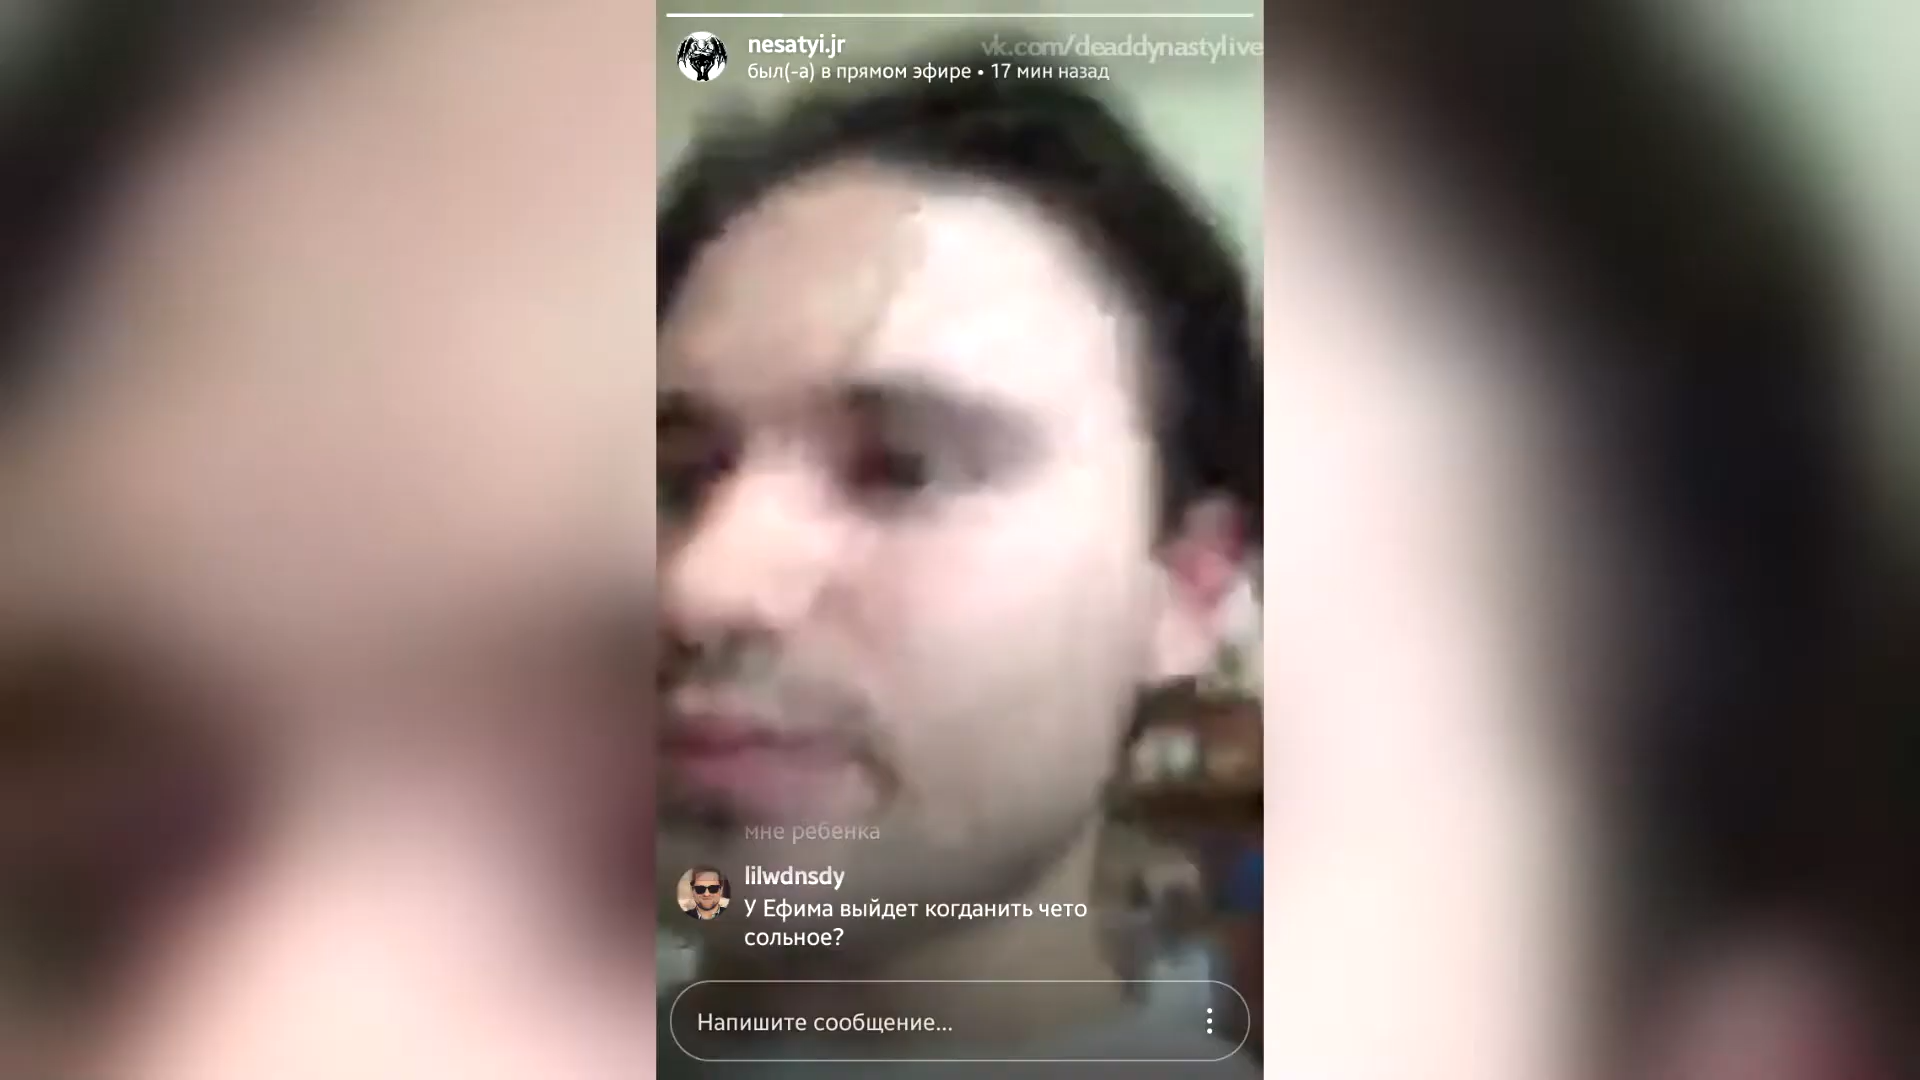 nesatyi.jr
vk.com/deaddynastylive
был(-а) в прямом эфире • 17 мин назад
мне ребенка
lilwdnsdy
У Ефима выйдет когданить чето
сольное?
Напишите сообщение...